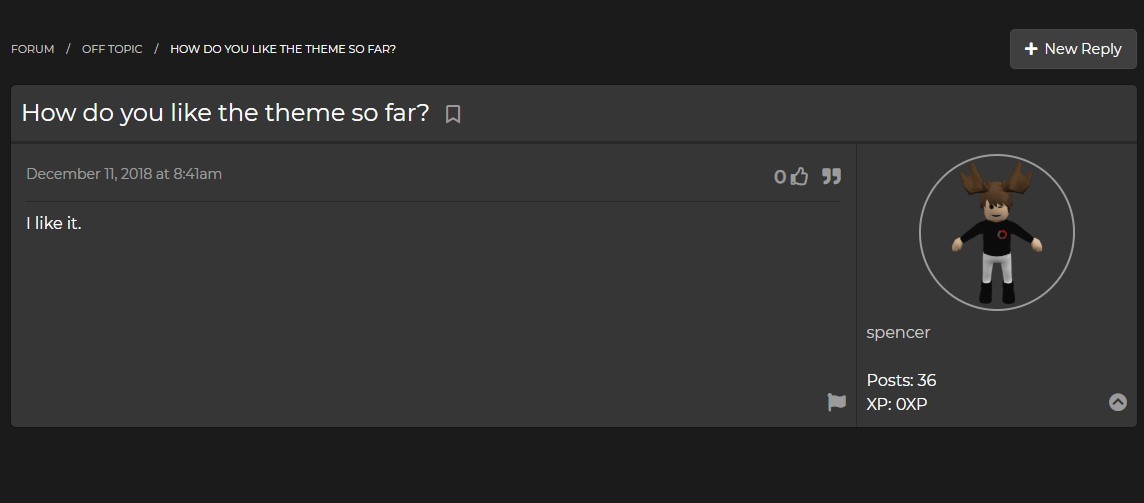 FORUM / OFF TOPIC / HOW DO YOU LIKE THE THEME SO FAR?
New Reply
How do you like the theme so far?
December 11, 2018 at 8:41am
0
I like it.
spencer
Posts: 36
XP: 0XP